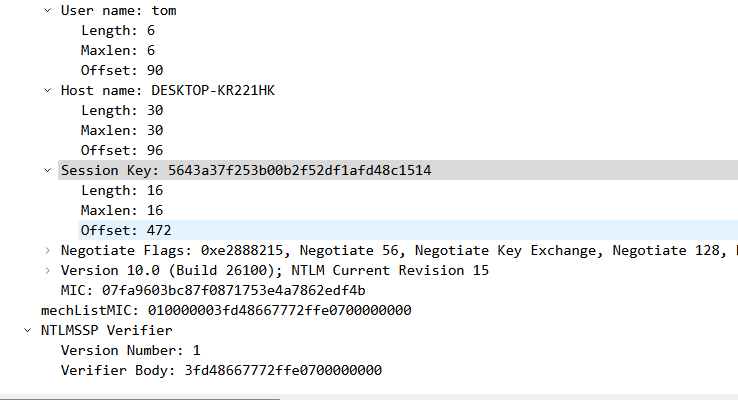 User name: tom
Length: 6
Maxlen: 6
Offset: 90
Host name: DESKTOP-KR221HK
Length: 30
Maxlen: 30
Offset: 96
Session Key: 5643a37f253b00b2f52df1afd48c1514
Length: 16
Maxlen: 16
Offset: 472
Negotiate Flags: 0xe2888215, Negotiate 56, Negotiate Key Exchange, Negotiate 128,
Version 10.0 (Build 26100); NTLM Current Revision 15
MIC: 07fa9603bc87f0871753e4a7862edf4b
mechListMIC: 010000003fd48667772ffe0700000000
NTLMSSP Verifier
Version Number: 1
Verifier Body: 3fd48667772ffe0700000000